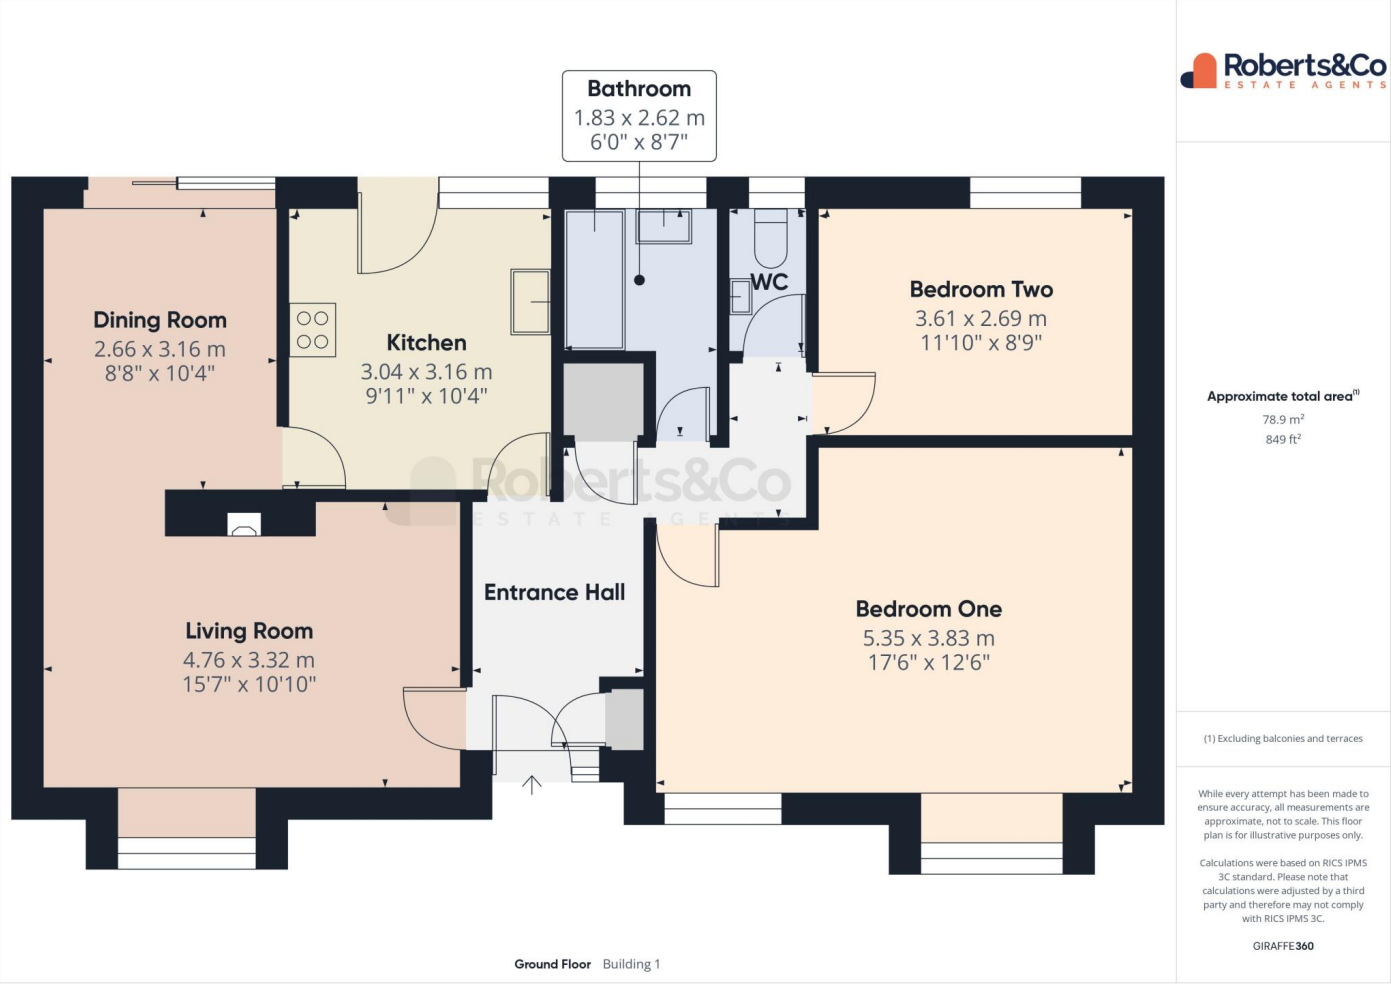 Roberts&Co
ESTATE AGENTS
Bathroom
1.83 x 2.62 m
6'0" x 8'7"
WC
Bedroom Two
3.61 x 2.69 m
11'10" x 8'9"
Dining Room
2.66 x 3.16 m
8'8" x 10'4"
Kitchen
3.04 x 3.16 m
9'11" x 10'4"
Roberts&Co
ESTATE AGENTS
Entrance Hall
Living Room
4.76 x 3.32 m
15'7" x 10'10"
Bedroom One
5.35 x 3.83 m
17'6" x 12'6"
Ground Floor Building 1
Approximate total area⁽¹⁾
78.9 m²
849 ft²
(1) Excluding balconies and terraces
While every attempt has been made to
ensure accuracy, all measurements are
approximate, not to scale. This floor
plan is for illustrative purposes only.
Calculations were based on RICS IPMS
3C standard. Please note that
calculations were adjusted by a third
party and therefore may not comply
with RICS IPMS 3C.
GIRAFFE360